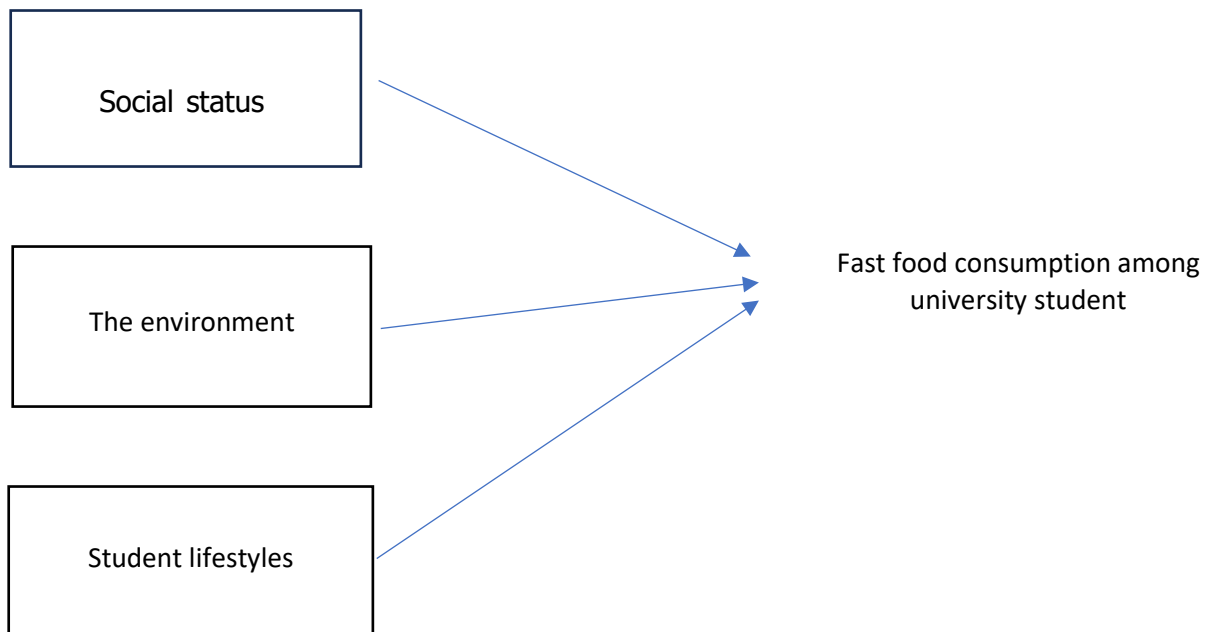 Social status
The environment
Fast food consumption among
university student
Student lifestyles